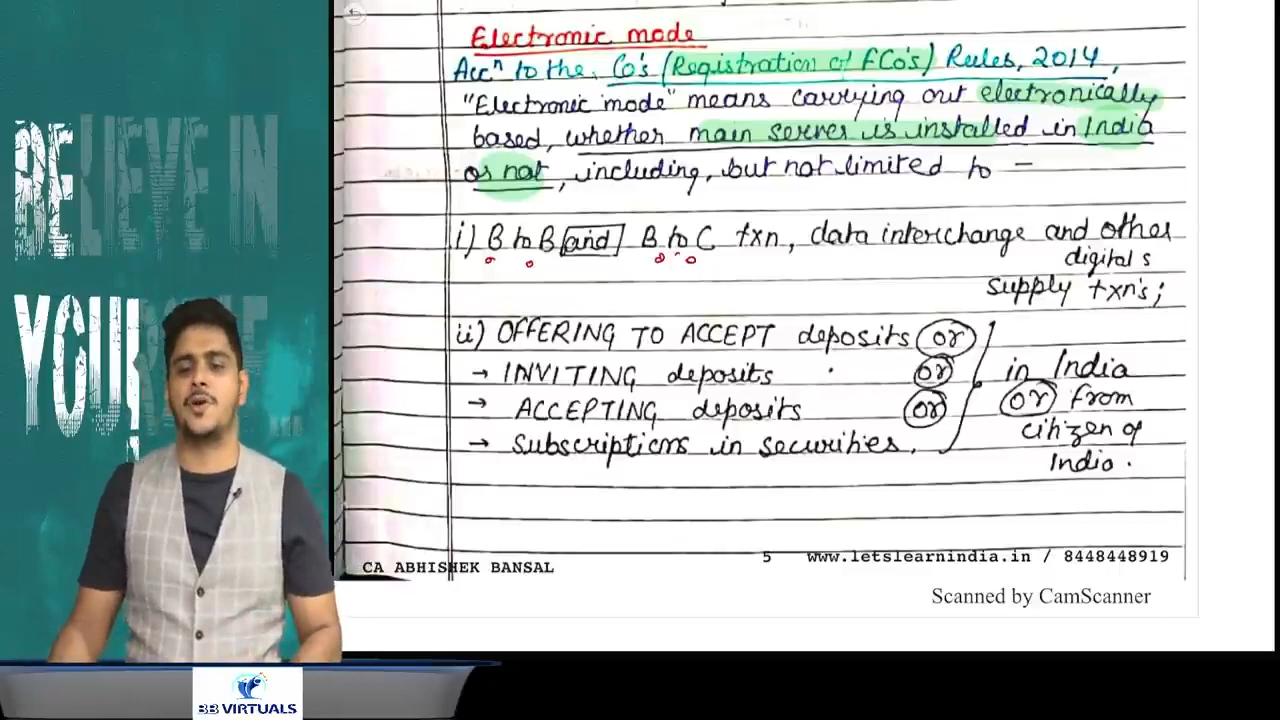 BELIEVE IN
YOUR
Electronic mode
Accⁿ to the Co's (Registration of FCo's) Rules, 2014,
"Electronic mode" means carrying out electronically
based, whether main server is installed in India
or not, including, but not limited to –
i) B to B and B to C txn, data interchange and other
digital s
supply txn's;
ii) OFFERING TO ACCEPT deposits or
→ INVITING deposits or
→ ACCEPTING deposits or
→ Subscriptions in securities.
in India
or from
citizen of
India.
CA ABHISHEK BANSAL
5 www.letslearnindia.in / 8448448919
Scanned by CamScanner
BB VIRTUALS